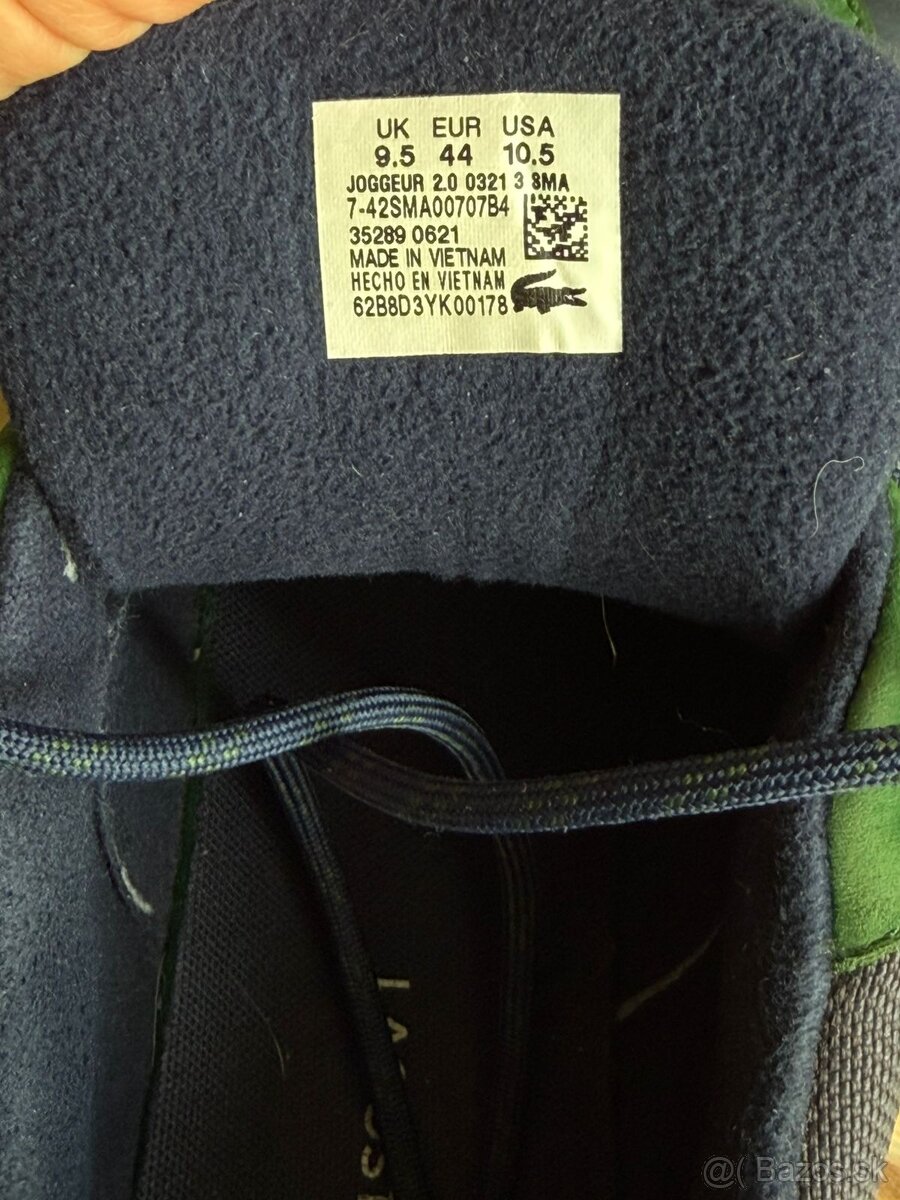 UK EUR USA
9.5 44 10.5
JOGGEUR 2.0 0321 3 SMA
7-42SMA00707B4
35289 0621
MADE IN VIETNAM
HECHO EN VIETNAM
62B8D3YK00178
@( Bazos.sk